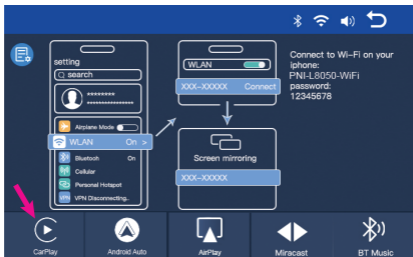 setting
search
********
****************
Airplane Mode
WLAN On >
Bluetooh On
Cellular
Personal Hotspot
VPN VPN Disconnecting..
WLAN
XXX-XXXXX Connect
Screen mirroring
XXX-XXXXX
Connect to Wi-Fi on your
iphone:
PNI-L8050-WiFi
password:
12345678
CarPlay
Android Auto
AirPlay
Miracast
BT Music